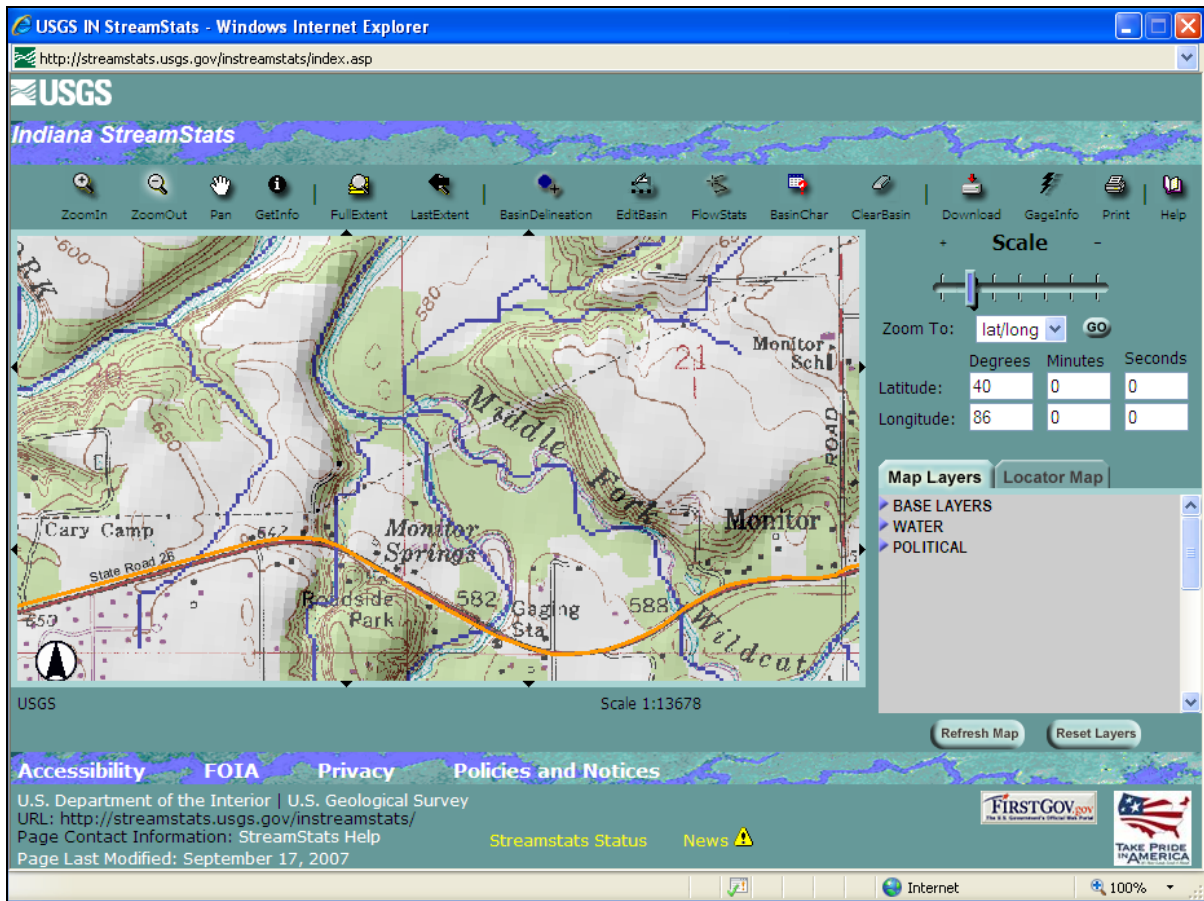 USGS IN StreamStats - Windows Internet Explorer
http://streamstats.usgs.gov/instreamstats/index.asp
USGS
Indiana StreamStats
ZoomIn ZoomOut Pan GetInfo FullExtent LastExtent BasinDelineation EditBasin FlowStats BasinChar ClearBasin Download GageInfo Print Help
+ Scale -
Zoom To: lat/long GO
Degrees Minutes Seconds
Latitude: 40 0 0
Longitude: 86 0 0
Map Layers Locator Map
BASE LAYERS
WATER
POLITICAL
600
580
600
650
20
21
Monitor
Schl
ROAD
Middle
Fork
Monitor
Cary Camp
Monitor
Springs
State Road 26
Roadside
Park
582
Gaging
Sta
588
Wildcat
USGS Scale 1:13678
Refresh Map Reset Layers
Accessibility FOIA Privacy Policies and Notices
U.S. Department of the Interior | U.S. Geological Survey
URL: http://streamstats.usgs.gov/instreamstats/
Page Contact Information: StreamStats Help
Page Last Modified: September 17, 2007
Streamstats Status News
FIRSTGOV.gov
TAKE PRIDE
IN AMERICA
Internet 100%